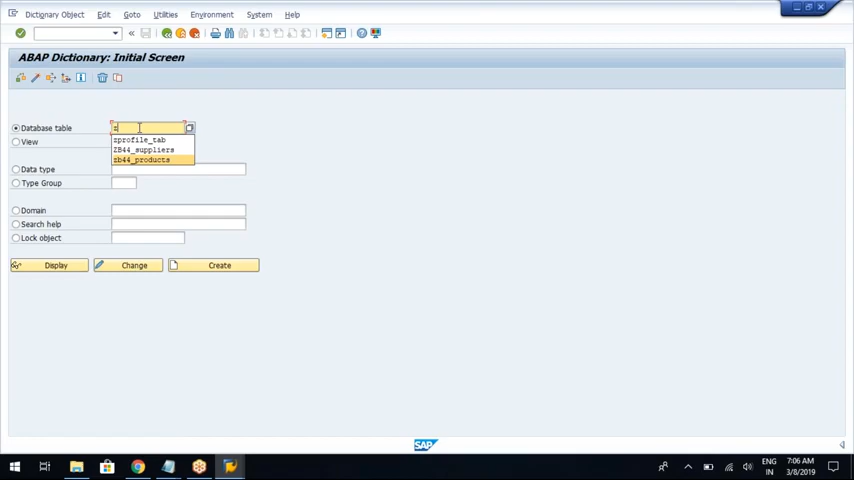 Dictionary Object Edit Goto Utilities Environment System Help
ABAP Dictionary: Initial Screen
Database table z
zprofile_tab
View
ZB44_suppliers
zb44_products
Data type
Type Group
Domain
Search help
Lock object
Display Change Create
SAP
ENG 7:06 AM
IN 3/8/2019